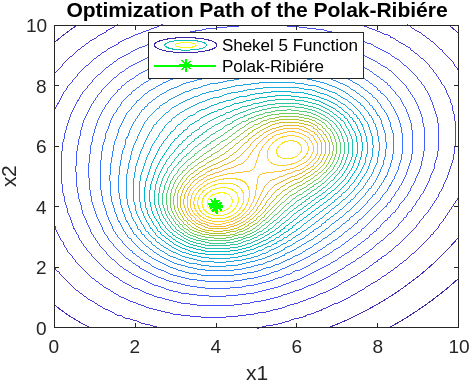 Optimization Path of the Polak-Ribiére
Shekel 5 Function
Polak-Ribiére
10
8
6
4
2
0
x2
0 2 4 6 8 10
x1